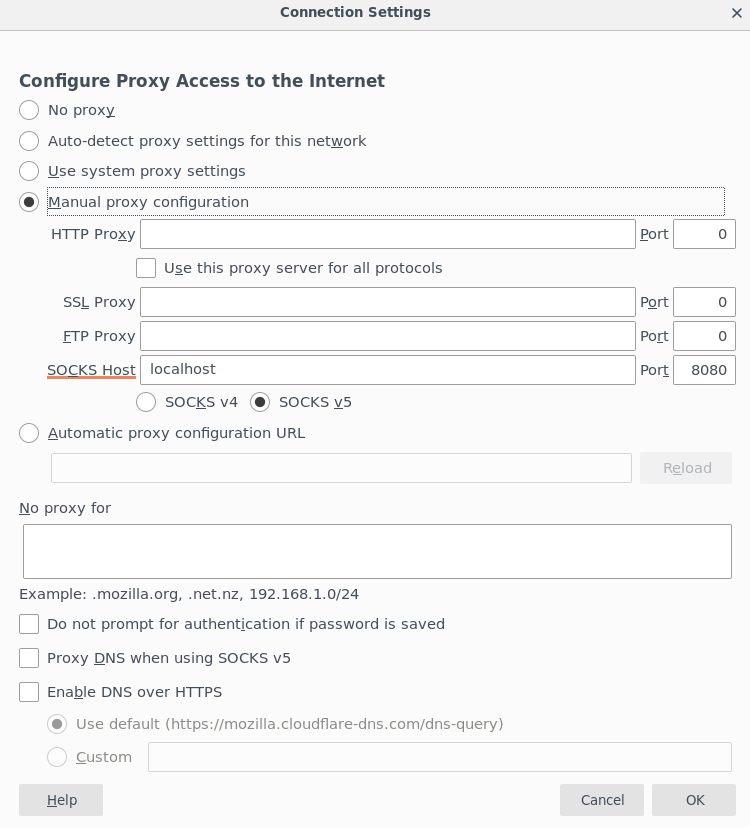 Connection Settings
Configure Proxy Access to the Internet
No proxy
Auto-detect proxy settings for this network
Use system proxy settings
Manual proxy configuration
HTTP Proxy Port 0
Use this proxy server for all protocols
SSL Proxy Port 0
FTP Proxy Port 0
SOCKS Host localhost Port 8080
SOCKS v4 SOCKS v5
Automatic proxy configuration URL
Reload
No proxy for
Example: .mozilla.org, .net.nz, 192.168.1.0/24
Do not prompt for authentication if password is saved
Proxy DNS when using SOCKS v5
Enable DNS over HTTPS
Use default (https://mozilla.cloudflare-dns.com/dns-query)
Custom
Help Cancel OK